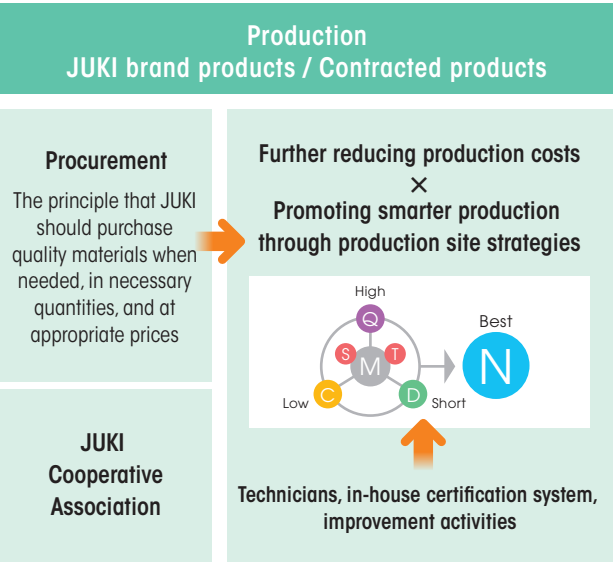 Production
JUKI brand products / Contracted products
Procurement
The principle that JUKI
should purchase
quality materials when
needed, in necessary
quantities, and at
appropriate prices
JUKI
Cooperative
Association
Further reducing production costs
×
Promoting smarter production
through production site strategies
High
Q
S
M
T
Low
C
D
Short
Best
N
Technicians, in-house certification system,
improvement activities